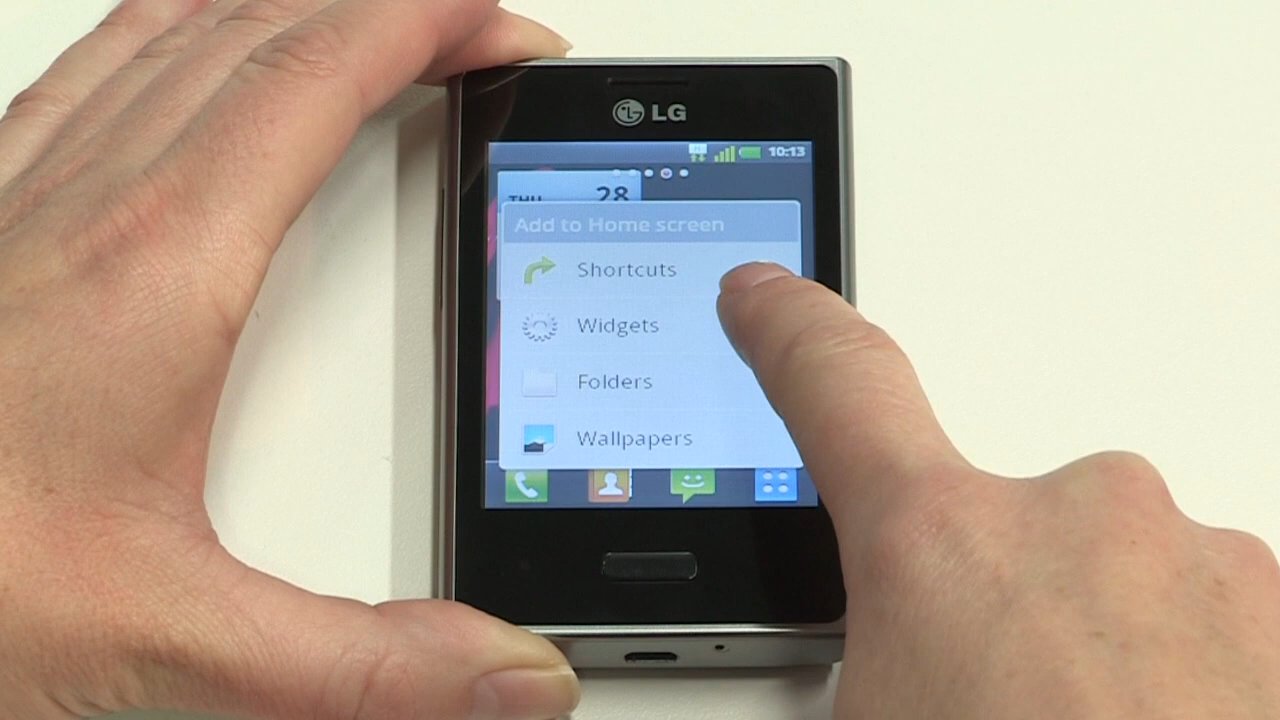 LG
10:13
THU 28
Add to Home screen
Shortcuts
Widgets
Folders
Wallpapers